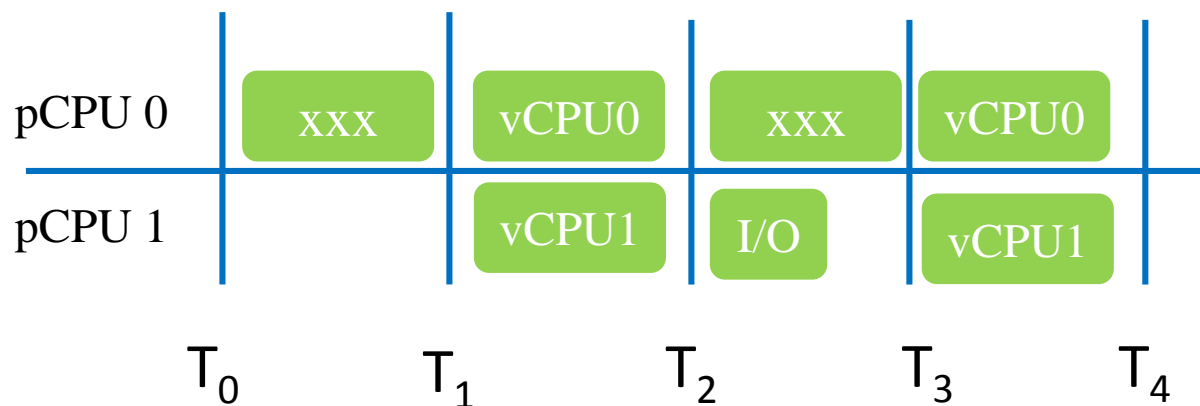 pCPU 0 xxx vCPU0 xxx vCPU0
pCPU 1 vCPU1 I/O vCPU1
T0 T1 T2 T3 T4